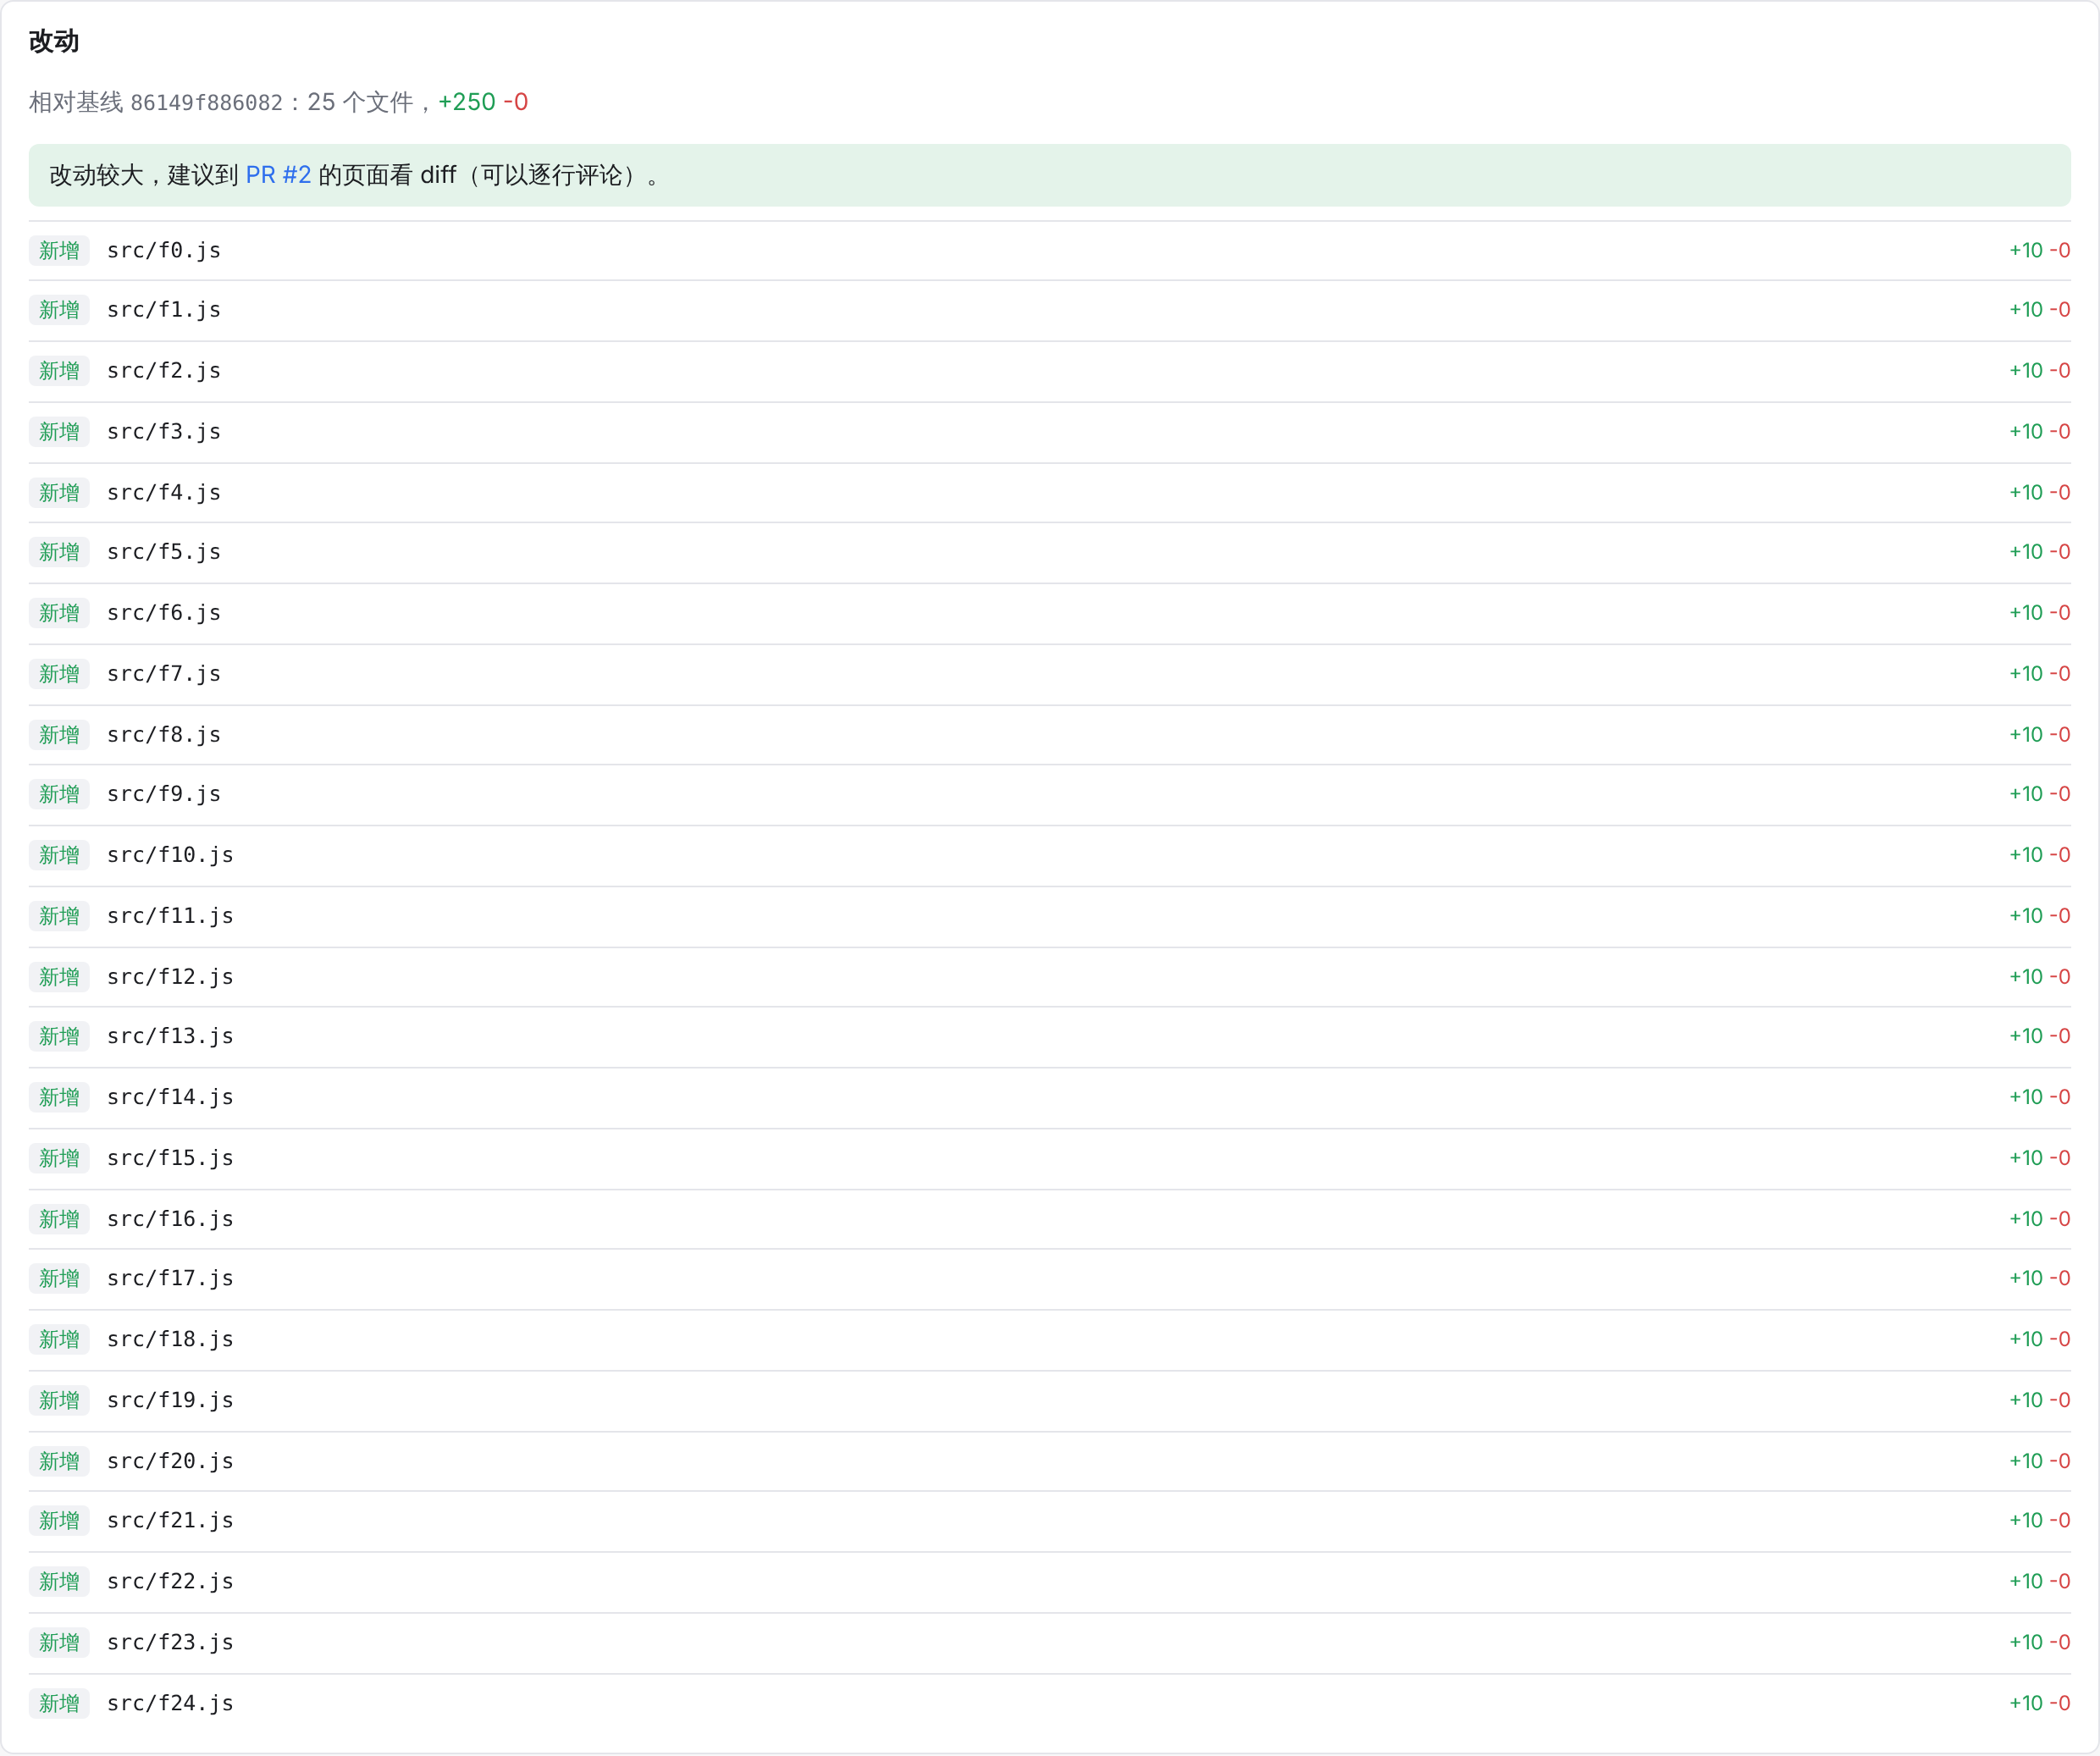 改动
相对基线 86149f886082：25 个文件，+250 -0
改动较大，建议到 PR #2 的页面看 diff（可以逐行评论）。
新增 src/f0.js +10 -0
新增 src/f1.js +10 -0
新增 src/f2.js +10 -0
新增 src/f3.js +10 -0
新增 src/f4.js +10 -0
新增 src/f5.js +10 -0
新增 src/f6.js +10 -0
新增 src/f7.js +10 -0
新增 src/f8.js +10 -0
新增 src/f9.js +10 -0
新增 src/f10.js +10 -0
新增 src/f11.js +10 -0
新增 src/f12.js +10 -0
新增 src/f13.js +10 -0
新增 src/f14.js +10 -0
新增 src/f15.js +10 -0
新增 src/f16.js +10 -0
新增 src/f17.js +10 -0
新增 src/f18.js +10 -0
新增 src/f19.js +10 -0
新增 src/f20.js +10 -0
新增 src/f21.js +10 -0
新增 src/f22.js +10 -0
新增 src/f23.js +10 -0
新增 src/f24.js +10 -0